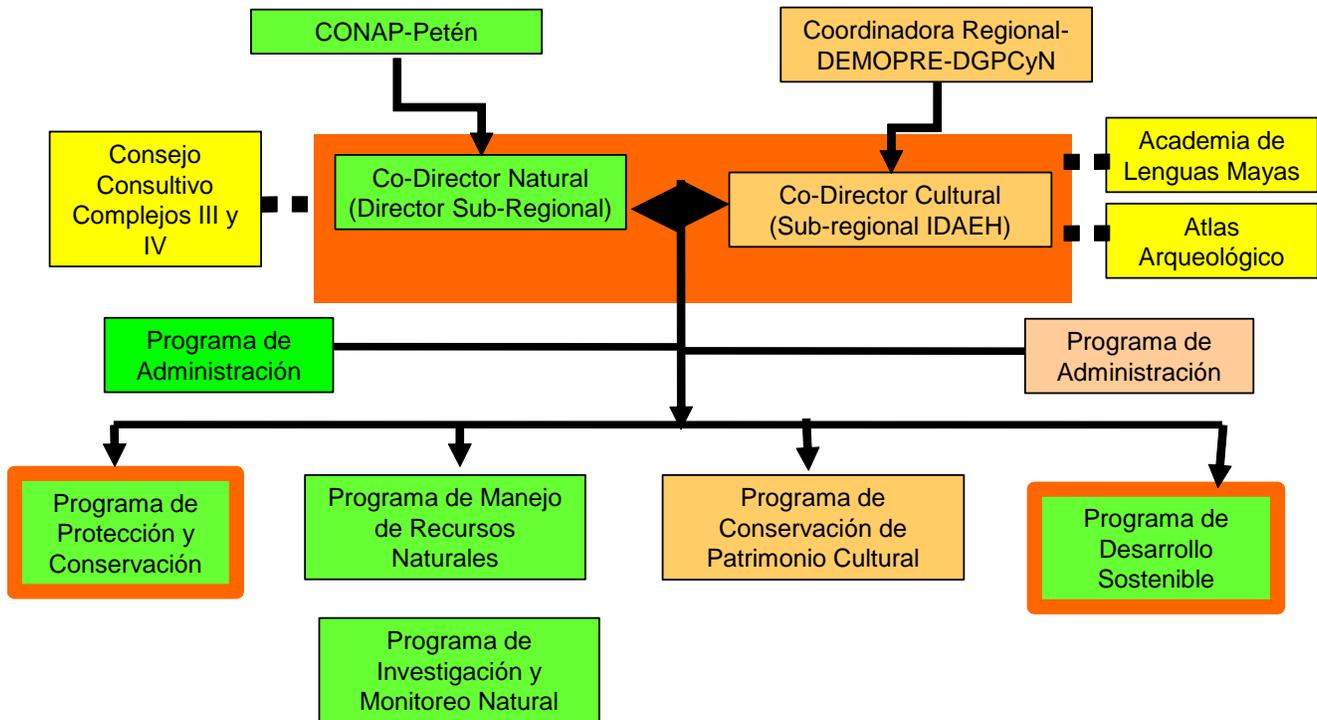 CONAP-Petén
Coordinadora Regional-
DEMOPRE-DGPCyN
Consejo
Consultivo
Complejos III y
IV
Co-Director Natural
(Director Sub-Regional)
Co-Director Cultural
(Sub-regional IDAEH)
Academia de
Lenguas Mayas
Atlas
Arqueológico
Programa de
Administración
Programa de
Administración
Programa de
Protección y
Conservación
Programa de Manejo
de Recursos
Naturales
Programa de
Conservación de
Patrimonio Cultural
Programa de
Desarrollo
Sostenible
Programa de
Investigación y
Monitoreo Natural